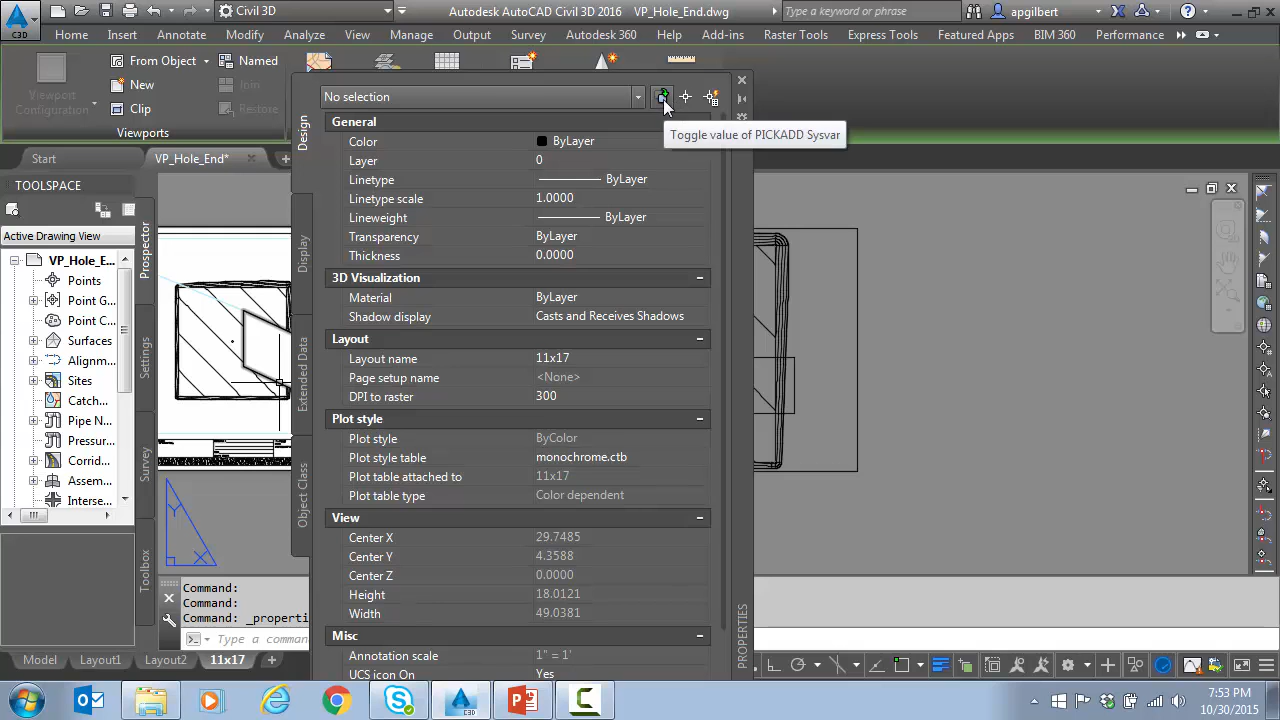 Civil 3D
Autodesk AutoCAD Civil 3D 2016 VP_Hole_End.dwg
Type a keyword or phrase
apgilbert
Home Insert Annotate Modify Analyze View Manage Output Survey Autodesk 360 Help Add-ins Raster Tools Express Tools Featured Apps BIM 360 Performance
Viewport
Configuration
From Object
New
Clip
Named
Join
Restore
Viewports
No selection
Toggle value of PICKADD Sysvar
Start
VP_Hole_End*
TOOLSPACE
Active Drawing View
VP_Hole_E...
Points
Point G...
Point C...
Surfaces
Alignm...
Sites
Catch...
Pipe N...
Pressur...
Corrid...
Assem...
Interse...
Prospector
Settings
Survey
Toolbox
Design
Display
Extended Data
Object Class
General
Color ByLayer
Layer 0
Linetype ByLayer
Linetype scale 1.0000
Lineweight ByLayer
Transparency ByLayer
Thickness 0.0000
3D Visualization
Material ByLayer
Shadow display Casts and Receives Shadows
Layout
Layout name 11x17
Page setup name <None>
DPI to raster 300
Plot style
Plot style ByColor
Plot style table monochrome.ctb
Plot table attached to 11x17
Plot table type Color dependent
View
Center X 29.7485
Center Y 4.3588
Center Z 0.0000
Height 18.0121
Width 49.0381
Misc
Annotation scale 1" = 1'
UCS icon On Yes
PROPERTIES
Y
X
Command:
Command:
Command: _properti
Type a comman
Model Layout1 Layout2 11x17
7:53 PM
10/30/2015